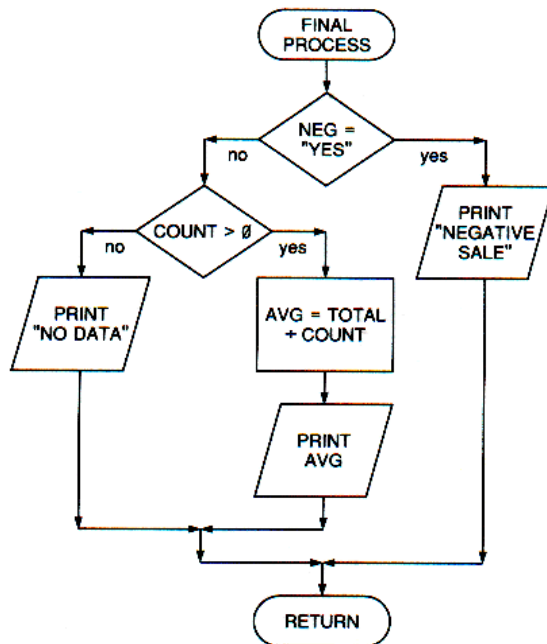 FINAL
PROCESS
NEG =
"YES"
no
yes
COUNT > Ø
no
yes
PRINT
"NEGATIVE
SALE"
PRINT
"NO DATA"
AVG = TOTAL
+ COUNT
PRINT
AVG
RETURN